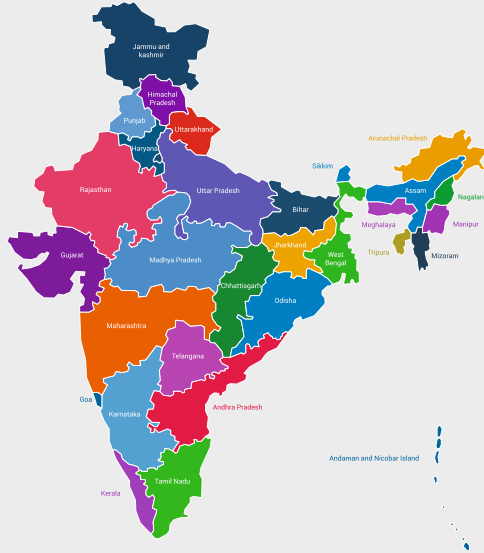 Jammu and
kashmir
Himachal
Pradesh
Punjab
Uttarakhand
Haryana
Arunachal Pradesh
Sikkim
Rajasthan
Uttar Pradesh
Assam
Nagalan
Bihar
Meghalaya
Manipur
Jharkhand
Tripura
Gujarat
Madhya Pradesh
West
Bengal
Mizoram
Chhattisgarh
Odisha
Maharashtra
Telangana
Goa
Karnataka
Andhra Pradesh
Andaman and Nicobar Island
Tamil Nadu
Kerala